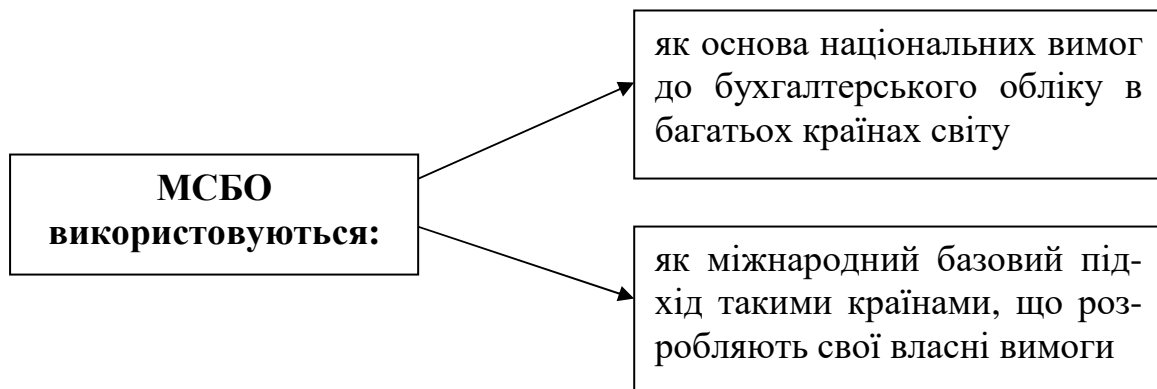 МСБО
використовуються:
як основа національних вимог
до бухгалтерського обліку в
багатьох країнах світу
як міжнародний базовий під-
хід такими країнами, що роз-
робляють свої власні вимоги